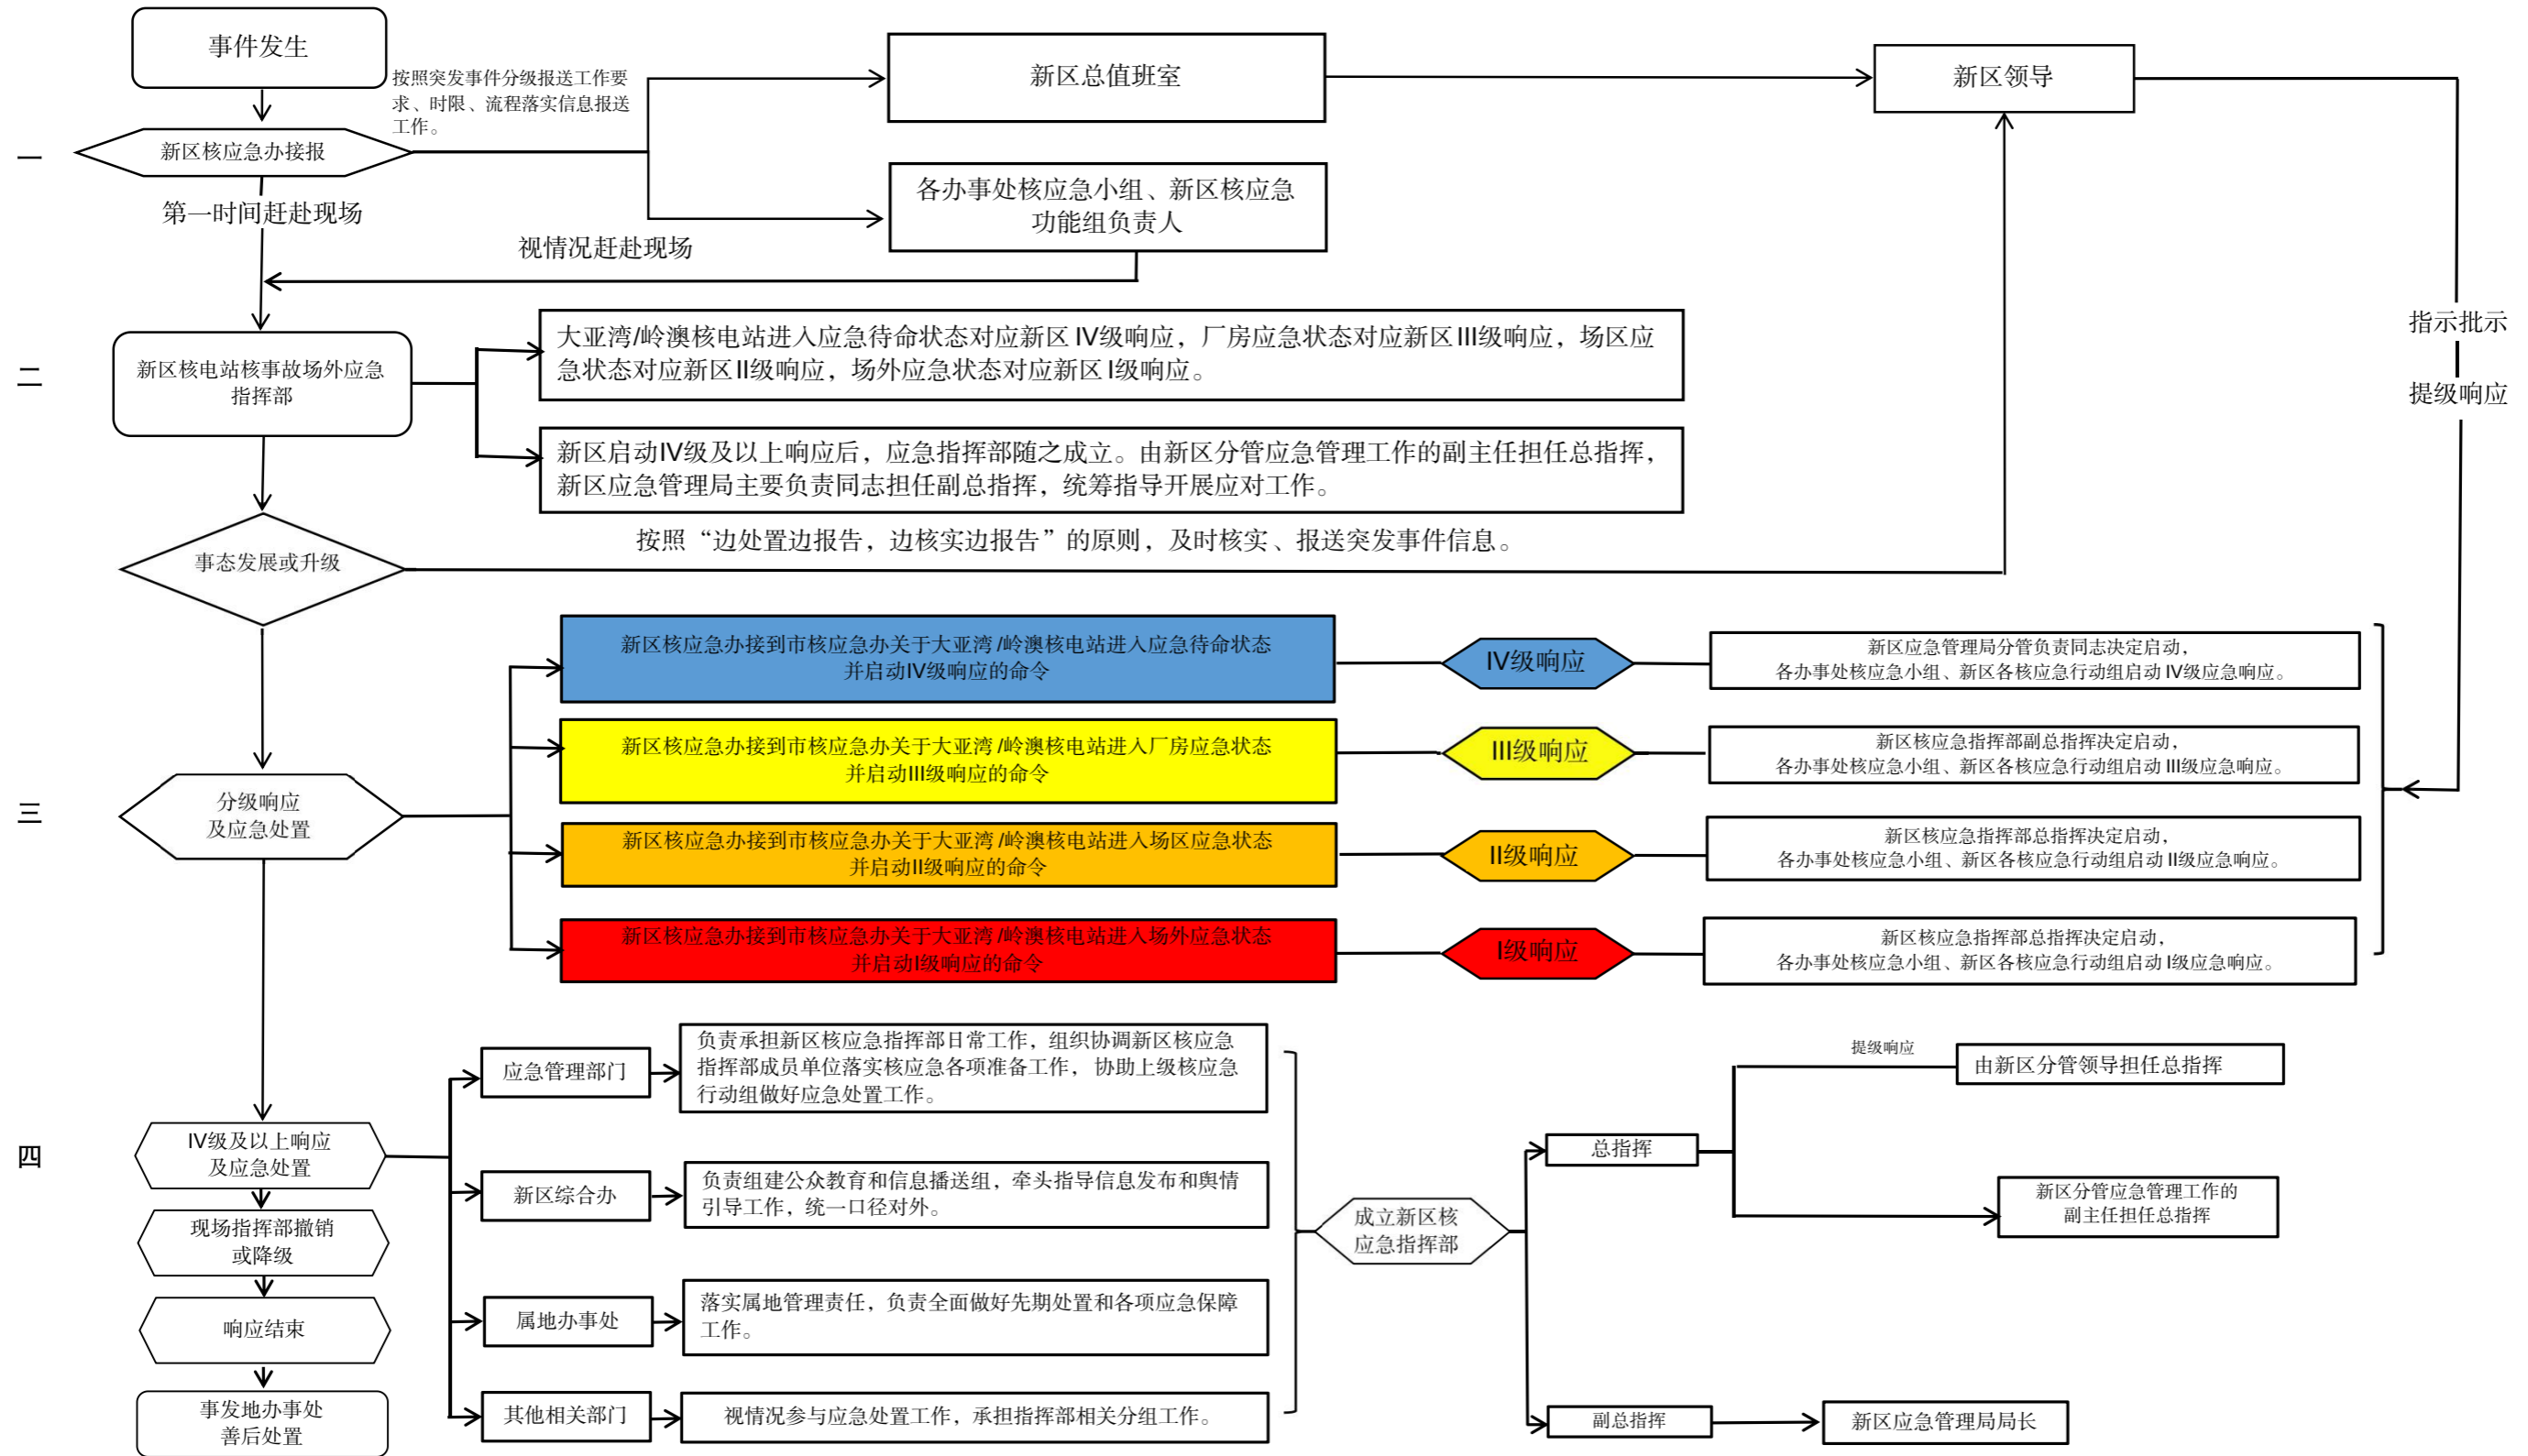 事件发生
按照突发事件分级报送工作要
求、时限、流程落实信息报送
工作。
新区总值班室
新区领导
一
新区核应急办接报
各办事处核应急小组、新区核应急
功能组负责人
第一时间赶赴现场
视情况赶赴现场
指示批示
提级响应
二
新区核电站核事故场外应急
指挥部
大亚湾/岭澳核电站进入应急待命状态对应新区IV级响应，厂房应急状态对应新区III级响应，场区应
急状态对应新区II级响应，场外应急状态对应新区I级响应。
新区启动IV级及以上响应后，应急指挥部随之成立。由新区分管应急管理工作的副主任担任总指挥，
新区应急管理局主要负责同志担任副总指挥，统筹指导开展应对工作。
按照“边处置边报告，边核实边报告”的原则，及时核实、报送突发事件信息。
事态发展或升级
三
分级响应
及应急处置
新区核应急办接到市核应急办关于大亚湾/岭澳核电站进入应急待命状态
并启动IV级响应的命令
IV级响应
新区应急管理局分管负责同志决定启动，
各办事处核应急小组、新区各核应急行动组启动IV级应急响应。
新区核应急办接到市核应急办关于大亚湾/岭澳核电站进入厂房应急状态
并启动III级响应的命令
III级响应
新区核应急指挥部副总指挥决定启动，
各办事处核应急小组、新区各核应急行动组启动III级应急响应。
新区核应急办接到市核应急办关于大亚湾/岭澳核电站进入场区应急状态
并启动II级响应的命令
II级响应
新区核应急指挥部总指挥决定启动，
各办事处核应急小组、新区各核应急行动组启动II级应急响应。
新区核应急办接到市核应急办关于大亚湾/岭澳核电站进入场外应急状态
并启动I级响应的命令
I级响应
新区核应急指挥部总指挥决定启动，
各办事处核应急小组、新区各核应急行动组启动I级应急响应。
四
IV级及以上响应
及应急处置
现场指挥部撤销
或降级
响应结束
事发地办事处
善后处置
应急管理部门
负责承担新区核应急指挥部日常工作，组织协调新区核应急
指挥部成员单位落实核应急各项准备工作，协助上级核应急
行动组做好应急处置工作。
新区综合办
负责组建公众教育和信息播送组，牵头指导信息发布和舆情
引导工作，统一口径对外。
属地办事处
落实属地管理责任，负责全面做好先期处置和各项应急保障
工作。
其他相关部门
视情况参与应急处置工作，承担指挥部相关分组工作。
成立新区核
应急指挥部
总指挥
提级响应
由新区分管领导担任总指挥
新区分管应急管理工作的
副主任担任总指挥
副总指挥
新区应急管理局局长